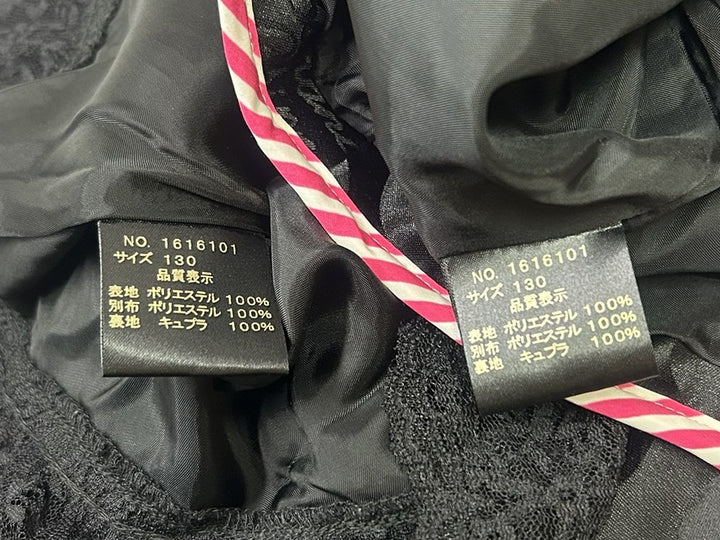 NO. 1616101
サイズ 130
品質表示
表地 ポリエステル 100%
別布 ポリエステル 100%
裏地 キュプラ 100%
NO. 1616101
サイズ 130
品質表示
表地 ポリエステル 100%
別布 ポリエステル 100%
裏地 キュプラ 100%